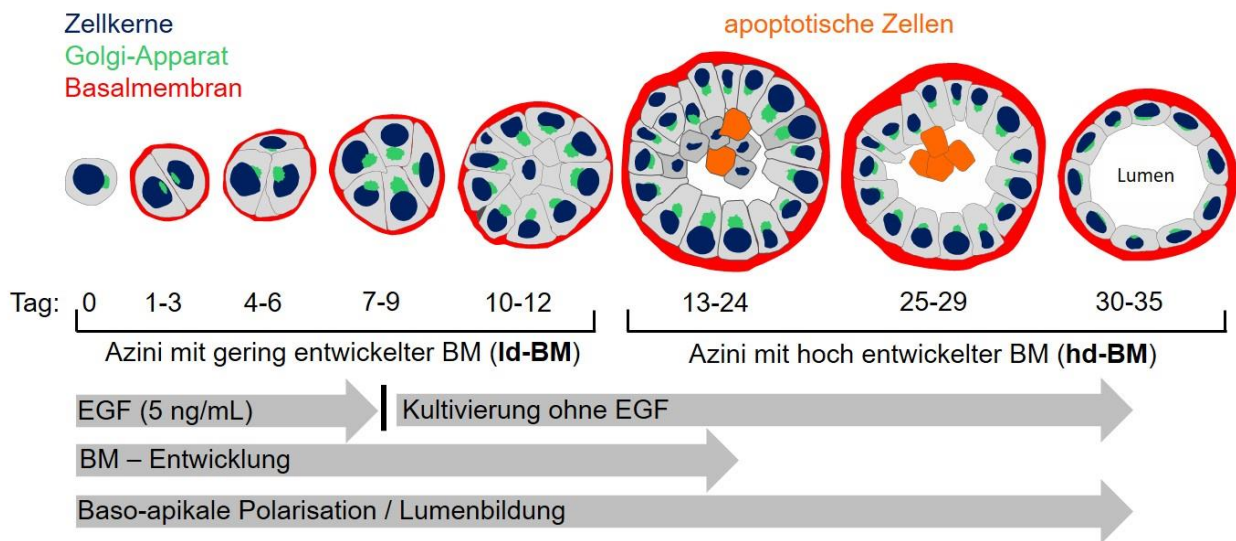 Zellkerne
Golgi-Apparat
Basalmembran
apoptotische Zellen
Lumen
Tag: 0 1-3 4-6 7-9 10-12 13-24 25-29 30-35
Azini mit gering entwickelter BM (ld-BM) Azini mit hoch entwickelter BM (hd-BM)
EGF (5 ng/mL) Kultivierung ohne EGF
BM – Entwicklung
Baso-apikale Polarisation / Lumenbildung